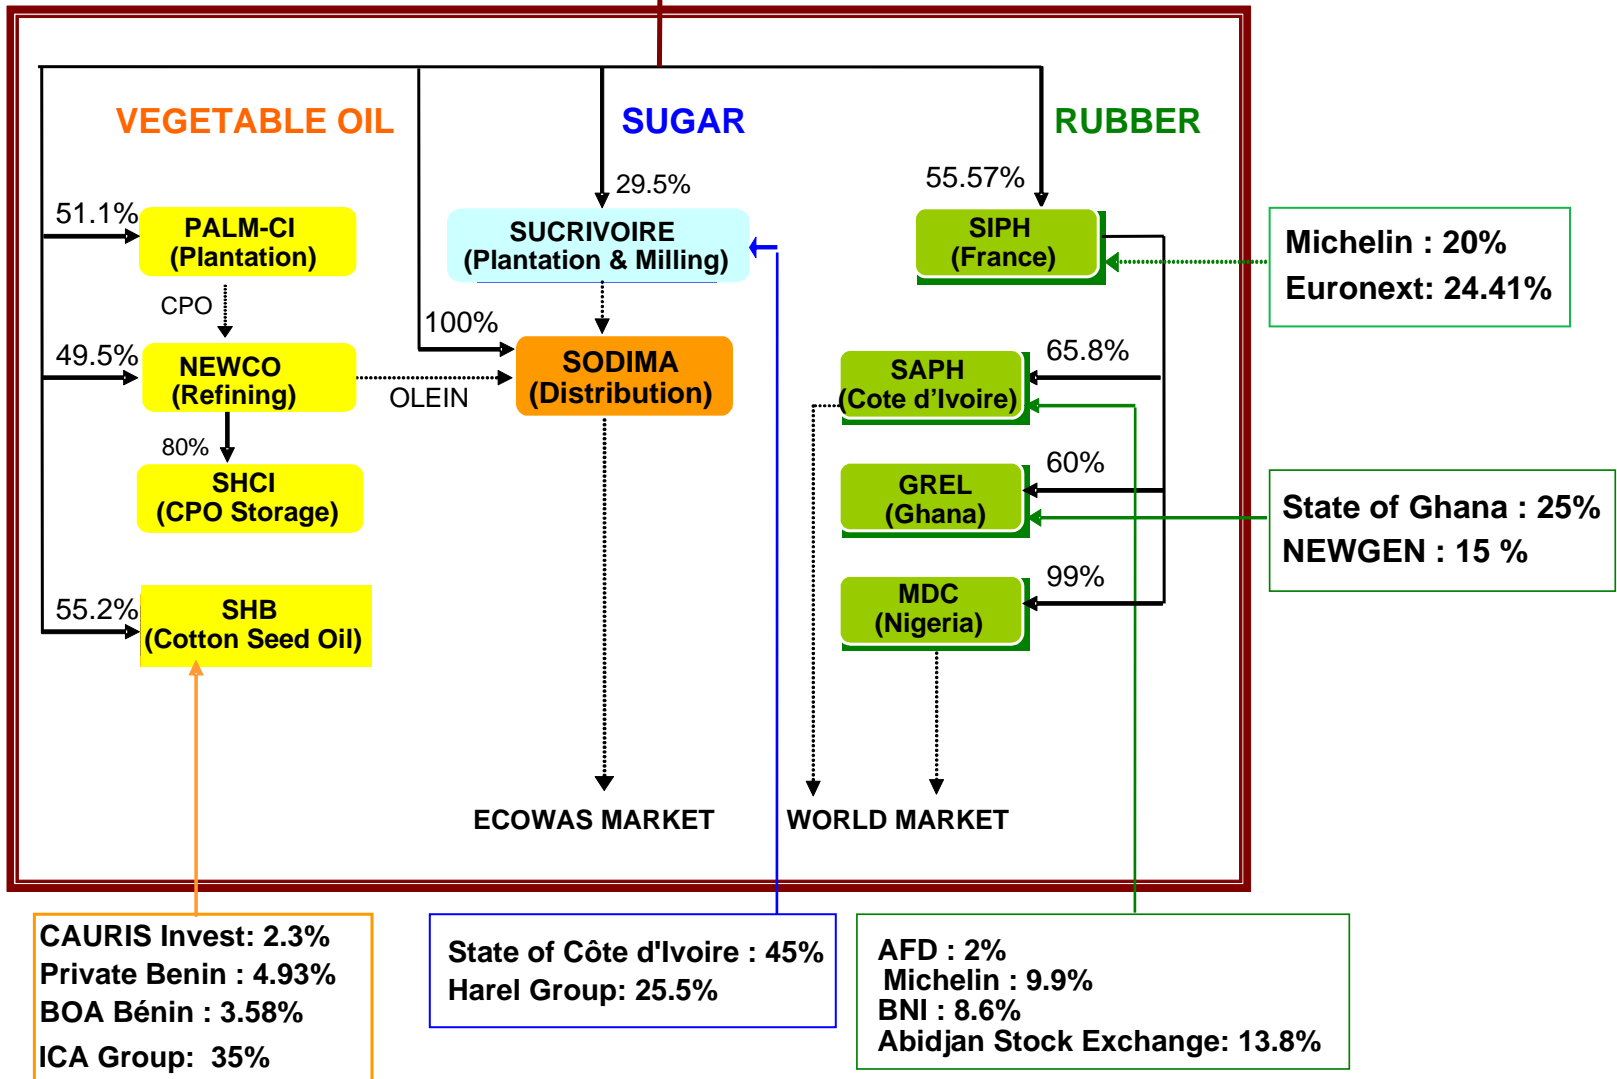 VEGETABLE OIL
SUGAR
RUBBER
51.1%
29.5%
55.57%
PALM-CI
(Plantation)
SUCRIVOIRE
(Plantation & Milling)
SIPH
(France)
Michelin : 20%
Euronext: 24.41%
CPO
49.5%
100%
65.8%
NEWCO
(Refining)
OLEIN
SODIMA
(Distribution)
SAPH
(Cote d’Ivoire)
80%
60%
SHCI
(CPO Storage)
GREL
(Ghana)
State of Ghana : 25%
NEWGEN : 15 %
55.2%
99%
SHB
(Cotton Seed Oil)
MDC
(Nigeria)
ECOWAS MARKET
WORLD MARKET
CAURIS Invest: 2.3%
Private Benin : 4.93%
BOA Bénin : 3.58%
ICA Group: 35%
State of Côte d'Ivoire : 45%
Harel Group: 25.5%
AFD : 2%
Michelin : 9.9%
BNI : 8.6%
Abidjan Stock Exchange: 13.8%